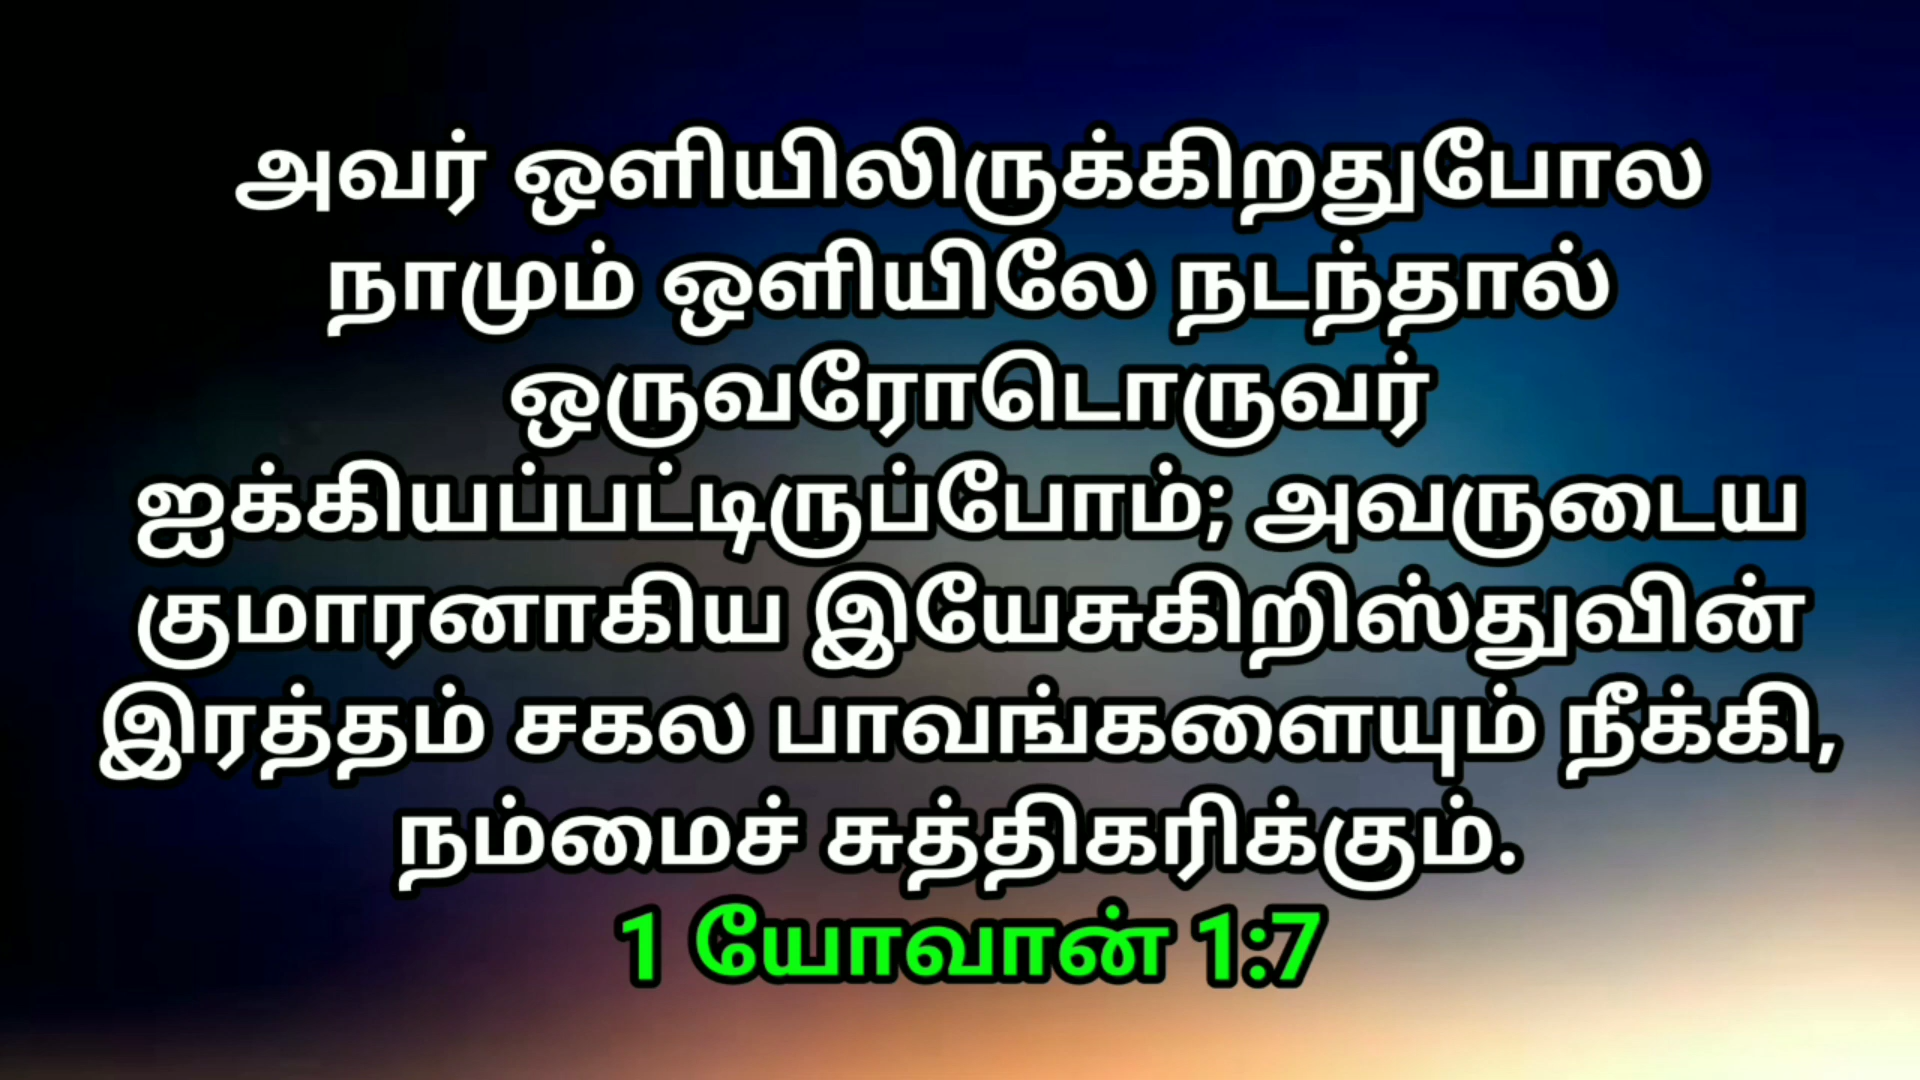 அவர் ஒளியிலிருக்கிறதுபோல
நாமும் ஒளியிலே நடந்தால்
ஒருவரோடொருவர்
ஐக்கியப்பட்டிருப்போம்; அவருடைய
குமாரனாகிய இயேசுகிறிஸ்துவின்
இரத்தம் சகல பாவங்களையும் நீக்கி,
நம்மைச் சுத்திகரிக்கும்.
1 யோவான் 1:7